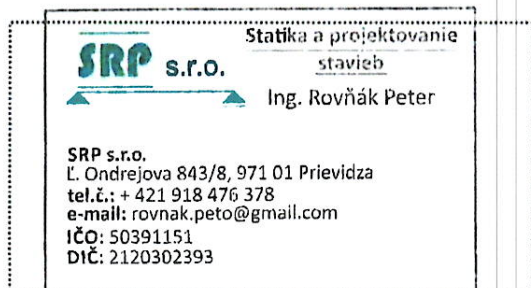 Statika a projektovanie
stavieb
SRP s.r.o.
Ing. Rovňák Peter
SRP s.r.o.
Ľ. Ondrejova 843/8, 971 01 Prievidza
tel.č.: + 421 918 476 378
e-mail: rovnak.peto@gmail.com
IČO: 50391151
DIČ: 2120302393